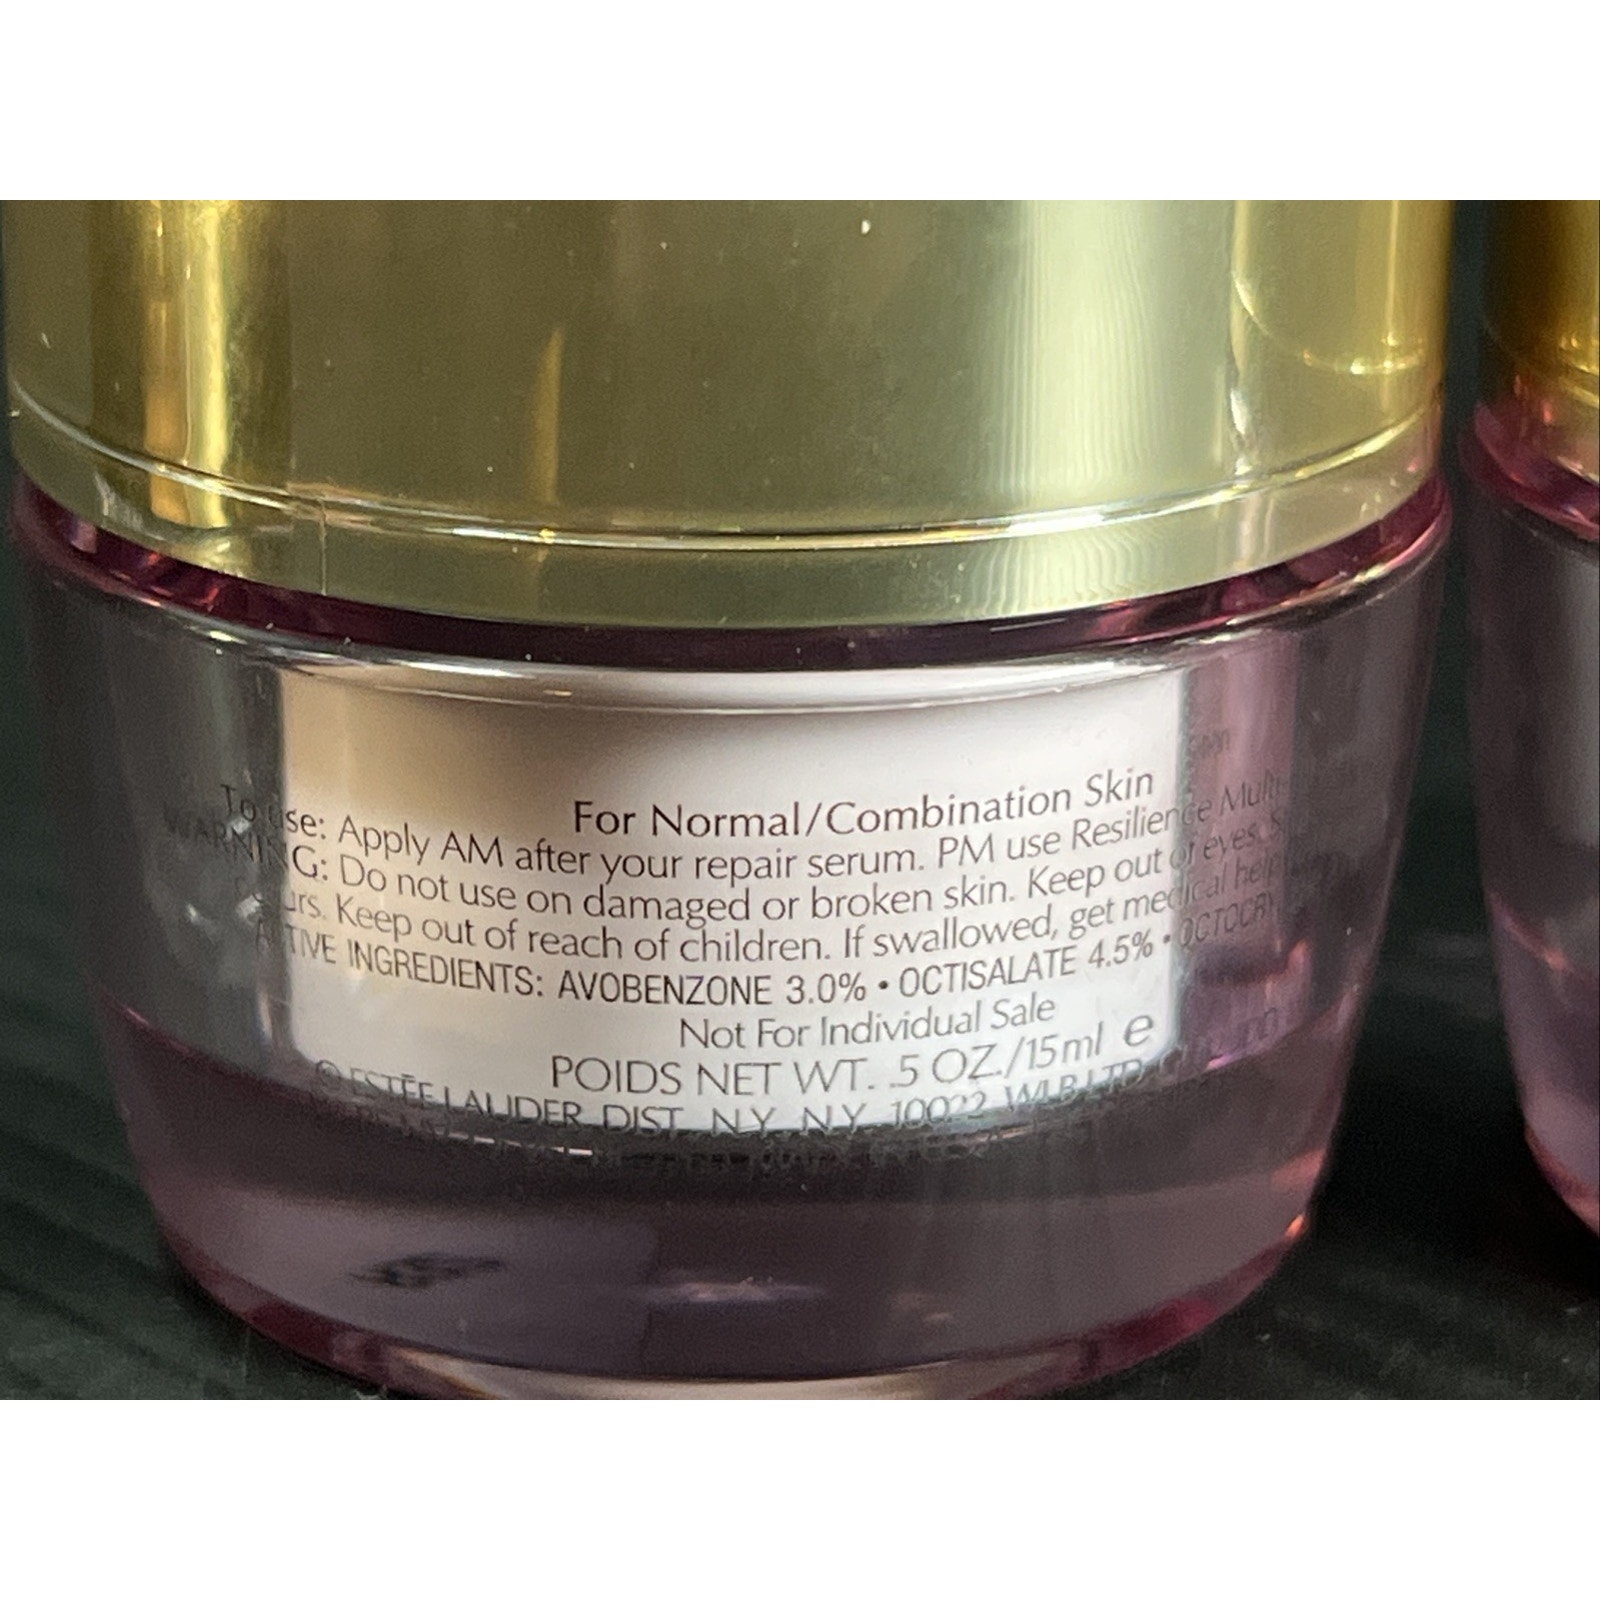 For Normal/Combination Skin
To use: Apply AM after your repair serum. PM use Resilience Multi-
WARNING: Do not use on damaged or broken skin. Keep out of eyes.
Keep out of reach of children. If swallowed, get medical help
ACTIVE INGREDIENTS: AVOBENZONE 3.0% • OCTISALATE 4.5% •
Not For Individual Sale
POIDS NET WT. .5 OZ./15ml e
© ESTĒE LAUDER DIST. N.Y., N.Y. 10022